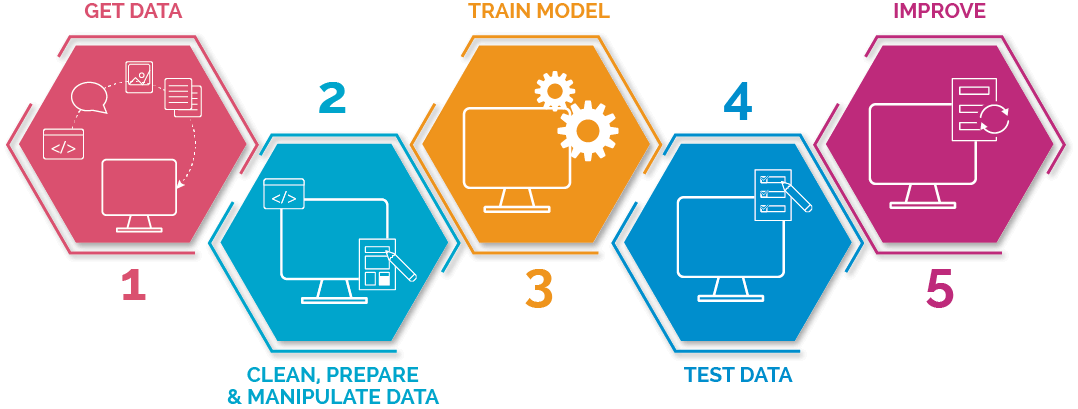 GET DATA
1
2
CLEAN, PREPARE
& MANIPULATE DATA
TRAIN MODEL
3
4
TEST DATA
IMPROVE
5